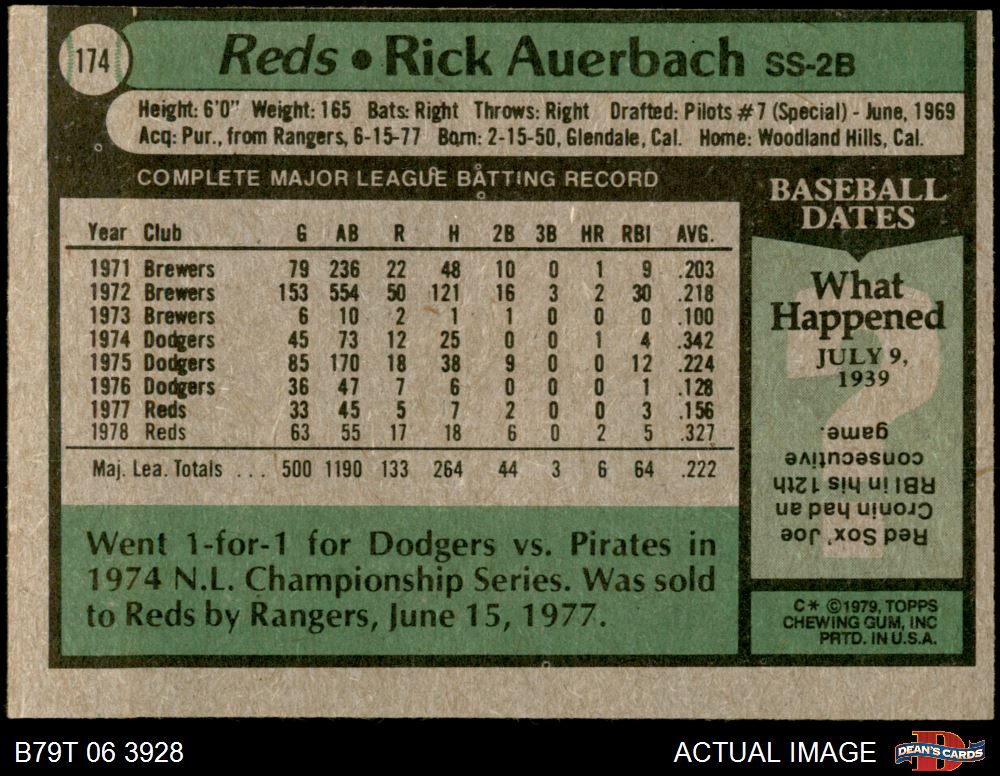 174
Reds • Rick Auerbach SS-2B
Height: 6'0" Weight: 165 Bats: Right Throws: Right Drafted: Pilots #7 (Special) - June, 1969
Acq: Pur., from Rangers, 6-15-77 Born: 2-15-50, Glendale, Cal. Home: Woodland Hills, Cal.
COMPLETE MAJOR LEAGUE BATTING RECORD
Year Club G AB R H 2B 3B HR RBI AVG.
1971 Brewers 79 236 22 48 10 0 1 9 .203
1972 Brewers 153 554 50 121 16 3 2 30 .218
1973 Brewers 6 10 2 1 1 0 0 0 .100
1974 Dodgers 45 73 12 25 0 0 1 4 .342
1975 Dodgers 85 170 18 38 9 0 0 12 .224
1976 Dodgers 36 47 7 6 0 0 0 1 .128
1977 Reds 33 45 5 7 2 0 0 3 .156
1978 Reds 63 55 17 18 6 0 2 5 .327
Maj. Lea. Totals . . . 500 1190 133 264 44 3 6 64 .222
Went 1-for-1 for Dodgers vs. Pirates in
1974 N.L. Championship Series. Was sold
to Reds by Rangers, June 15, 1977.
BASEBALL
DATES
What
Happened
JULY 9,
1939
?
Red Sox' Joe
Cronin had an
RBI in his 12th
consecutive
game.
C* ©1979, TOPPS
CHEWING GUM, INC
PRTD. IN U.S.A.
B79T 06 3928
ACTUAL IMAGE
DEAN'S CARDS